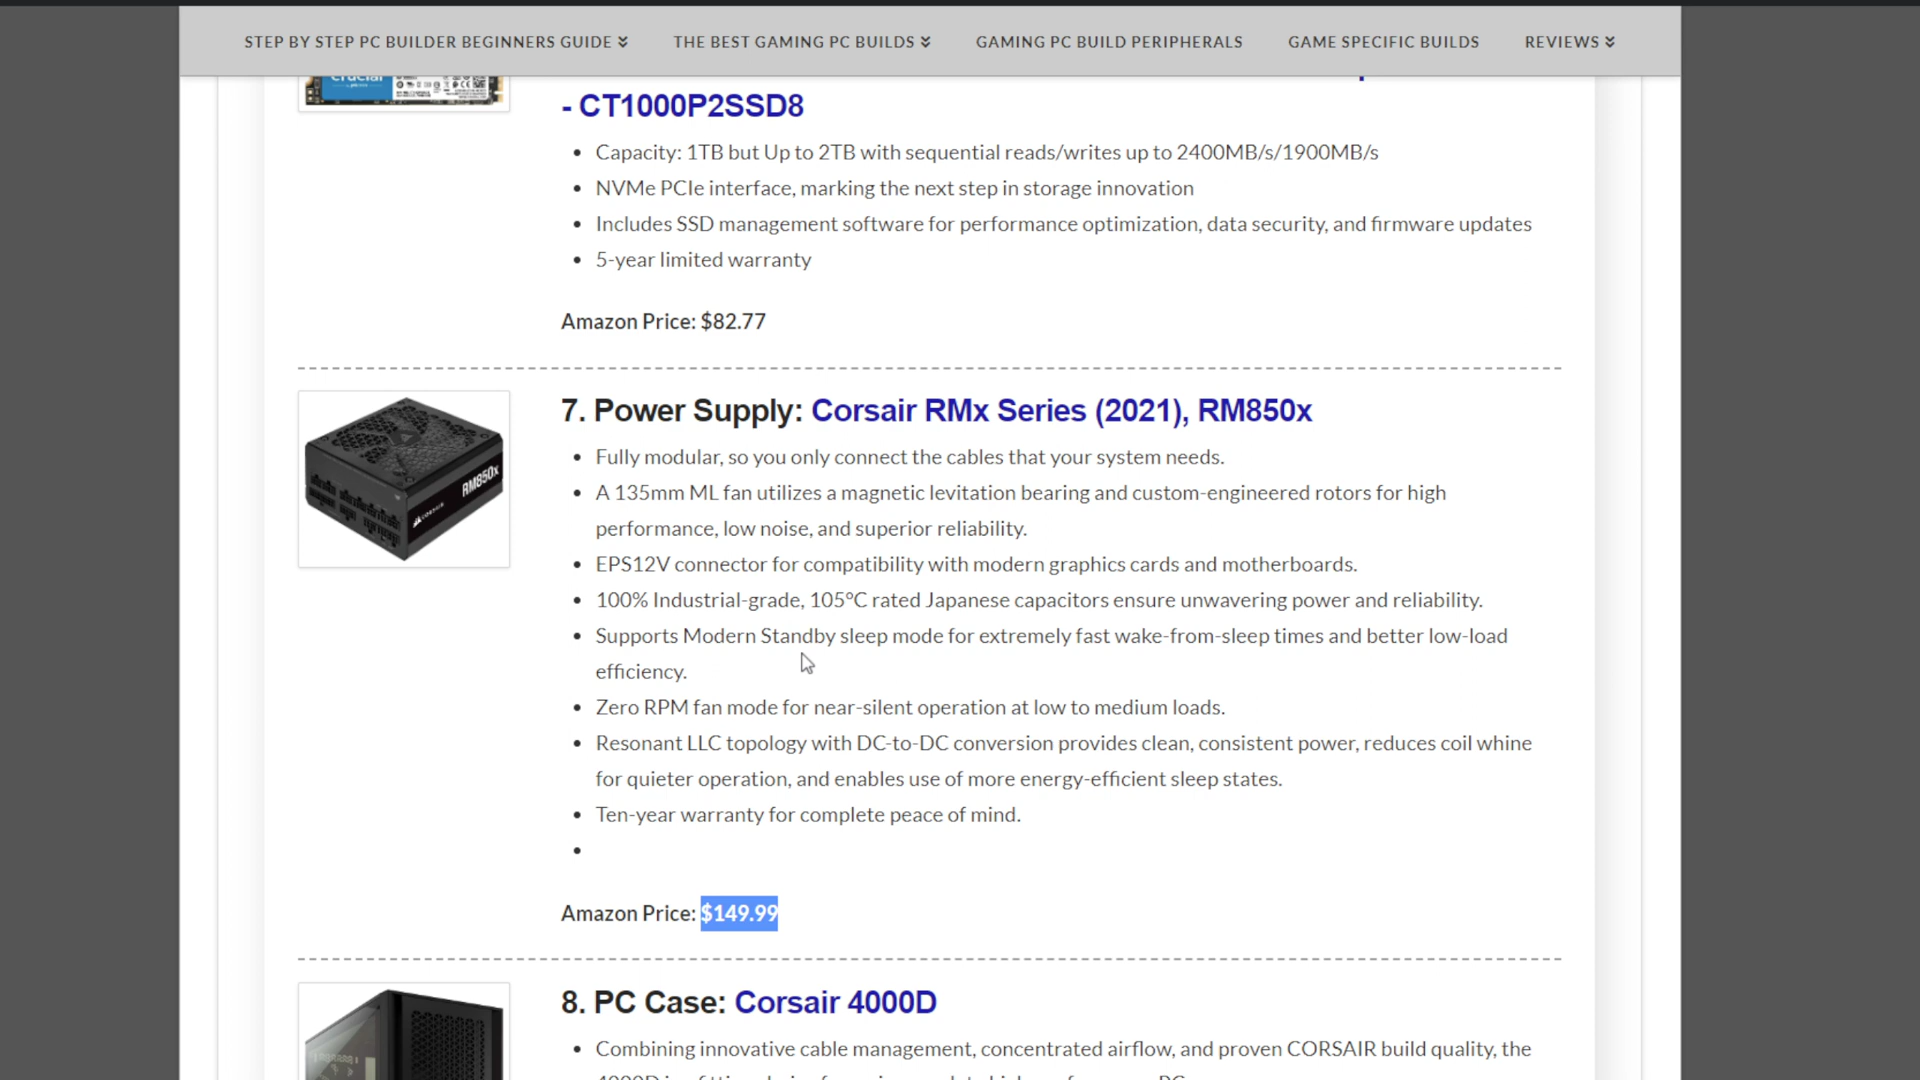 STEP BY STEP PC BUILDER BEGINNERS GUIDE
THE BEST GAMING PC BUILDS
GAMING PC BUILD PERIPHERALS
GAME SPECIFIC BUILDS
REVIEWS
crucial
- CT1000P2SSD8
• Capacity: 1TB but Up to 2TB with sequential reads/writes up to 2400MB/s/1900MB/s
• NVMe PCIe interface, marking the next step in storage innovation
• Includes SSD management software for performance optimization, data security, and firmware updates
• 5-year limited warranty
Amazon Price: $82.77
7. Power Supply: Corsair RMx Series (2021), RM850x
RM850x
CORSAIR
• Fully modular, so you only connect the cables that your system needs.
• A 135mm ML fan utilizes a magnetic levitation bearing and custom-engineered rotors for high
performance, low noise, and superior reliability.
• EPS12V connector for compatibility with modern graphics cards and motherboards.
• 100% Industrial-grade, 105°C rated Japanese capacitors ensure unwavering power and reliability.
• Supports Modern Standby sleep mode for extremely fast wake-from-sleep times and better low-load
efficiency.
• Zero RPM fan mode for near-silent operation at low to medium loads.
• Resonant LLC topology with DC-to-DC conversion provides clean, consistent power, reduces coil whine
for quieter operation, and enables use of more energy-efficient sleep states.
• Ten-year warranty for complete peace of mind.
•
Amazon Price: $149.99
8. PC Case: Corsair 4000D
• Combining innovative cable management, concentrated airflow, and proven CORSAIR build quality, the